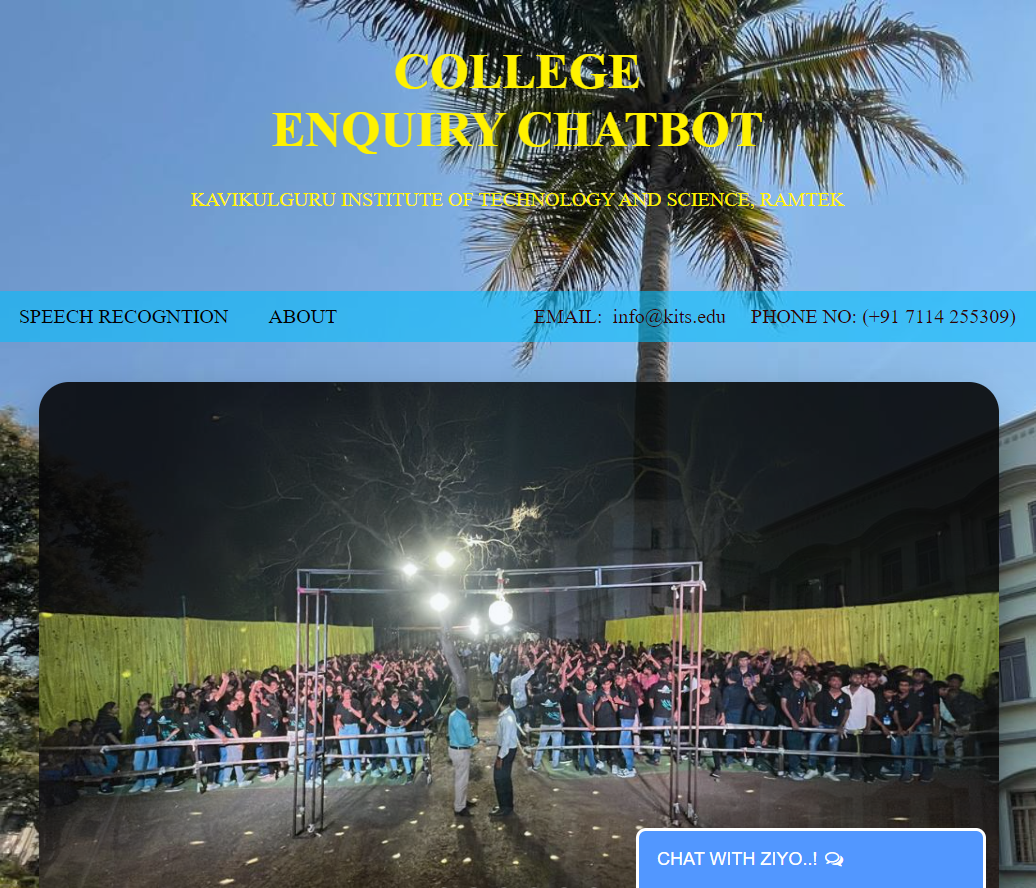 COLLEGE
ENQUIRY CHATBOT
KAVIKULGURU INSTITUTE OF TECHNOLOGY AND SCIENCE, RAMTEK
SPEECH RECOGNTION ABOUT EMAIL: info@kits.edu PHONE NO: (+91 7114 255309)
CHAT WITH ZIYO..!